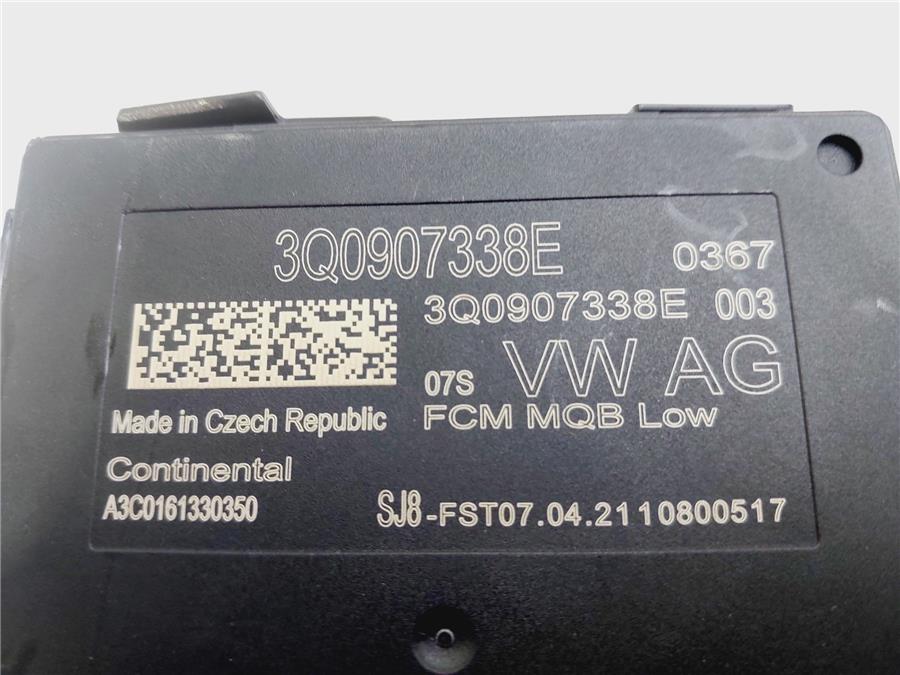 3Q0907338E 0367
3Q0907338E 003
07S VW AG
Made in Czech Republic FCM MQB Low
Continental
A3C0161330350 SJ8-FST07.04.2110800517